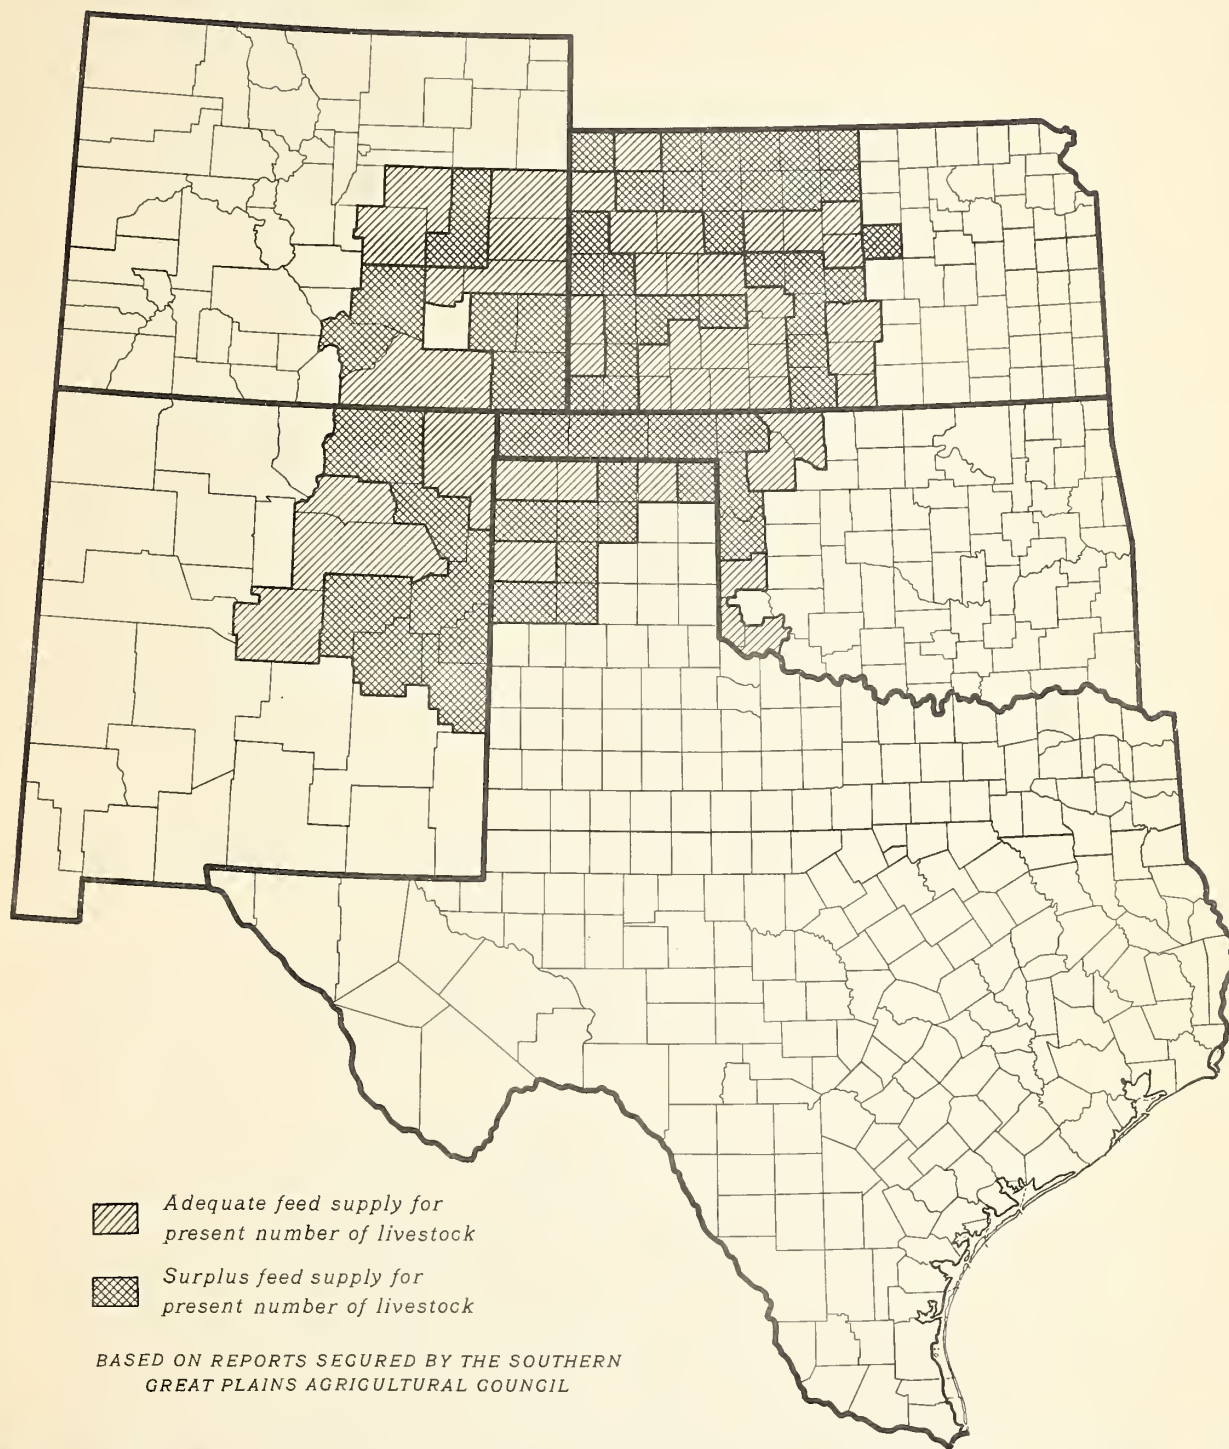 Adequate feed supply for
present number of livestock
Surplus feed supply for
present number of livestock
BASED ON REPORTS SECURED BY THE SOUTHERN
GREAT PLAINS AGRICULTURAL COUNCIL